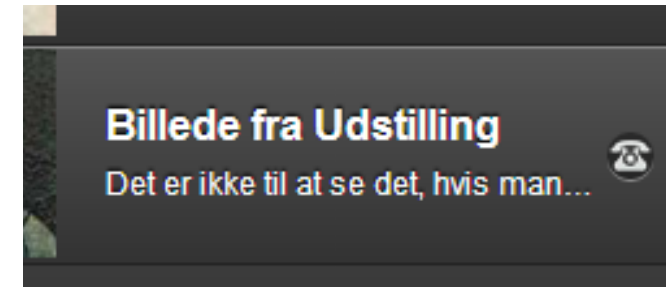 Billede fra Udstilling
Det er ikke til at se det, hvis man...